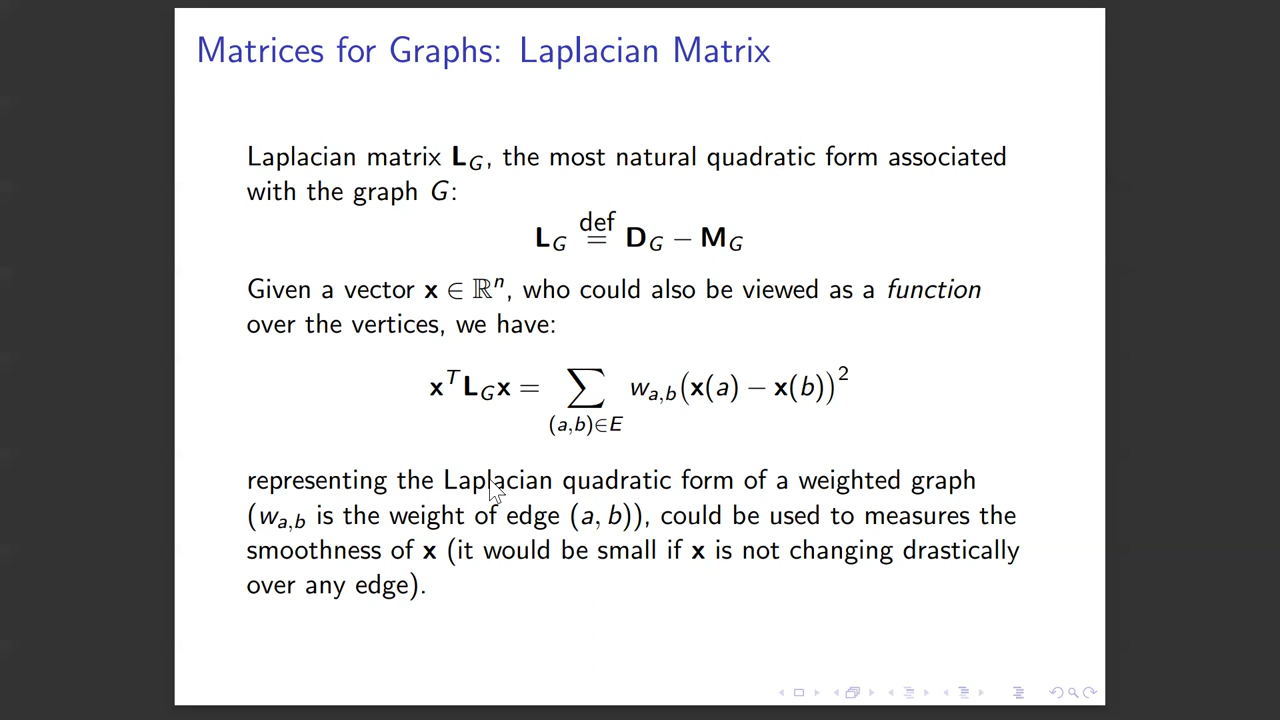 Matrices for Graphs: Laplacian Matrix
Laplacian matrix L_G, the most natural quadratic form associated
with the graph G:
L_G def= D_G − M_G
Given a vector x ∈ ℝⁿ, who could also be viewed as a function
over the vertices, we have:
xᵀL_Gx = ∑_{(a,b)∈E} w_{a,b}(x(a) − x(b))²
representing the Laplacian quadratic form of a weighted graph
(w_{a,b} is the weight of edge (a, b)), could be used to measures the
smoothness of x (it would be small if x is not changing drastically
over any edge).